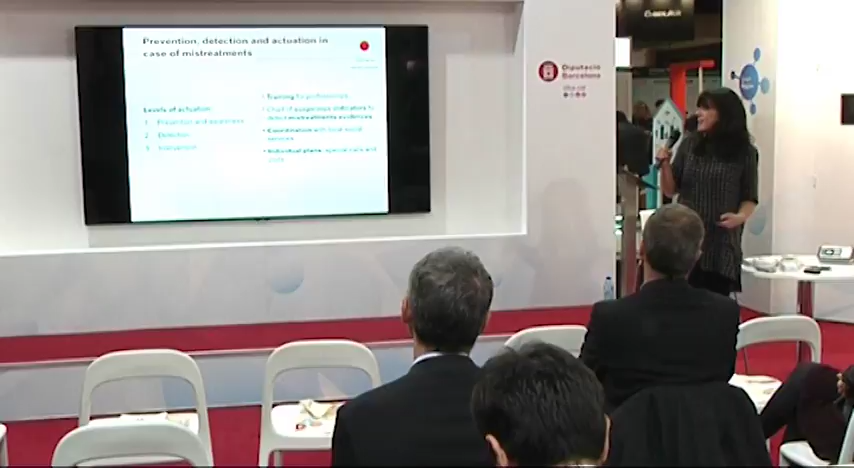 Prevention, detection and actuation in
case of mistreatments
Levels of actuation:
1. Prevention and awareness
2. Detection
3. Actuation
• Training for professionals
• Chart of suspicious indicators to
detect mistreatments evidences
• Coordination with local social
services
• Individual plans, special care and
Diputació
Barcelona